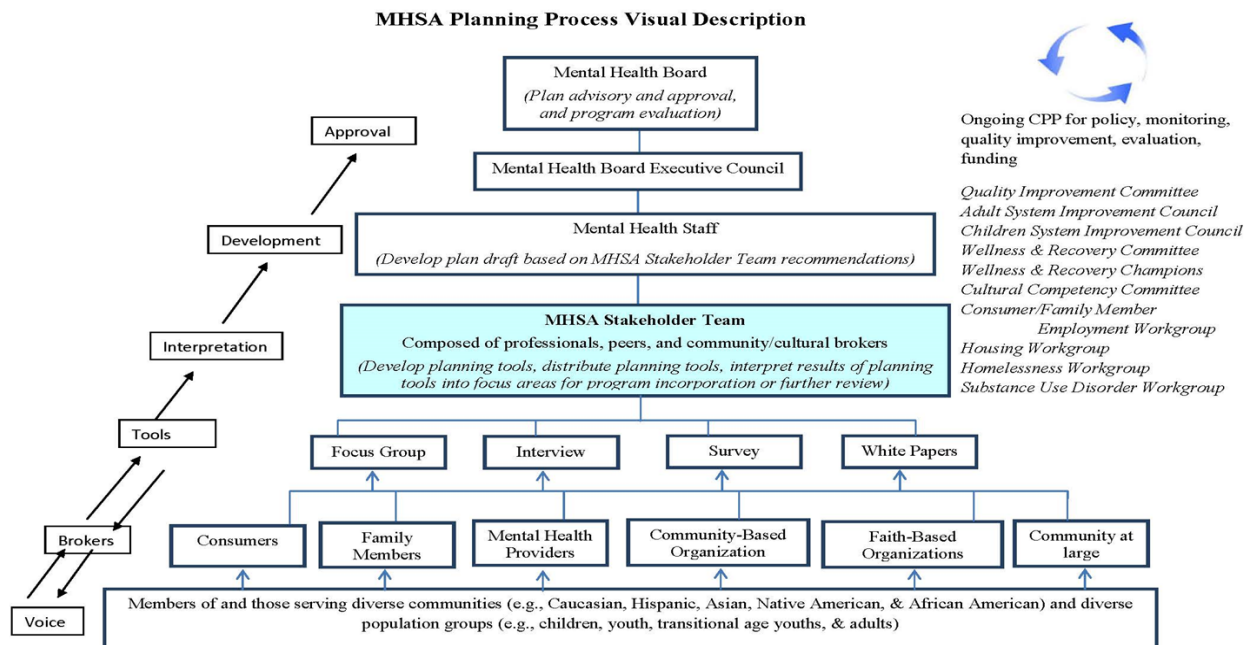 MHSA Planning Process Visual Description
Mental Health Board
(Plan advisory and approval,
and program evaluation)
Mental Health Board Executive Council
Mental Health Staff
(Develop plan draft based on MHSA Stakeholder Team recommendations)
MHSA Stakeholder Team
Composed of professionals, peers, and community/cultural brokers
(Develop planning tools, distribute planning tools, interpret results of planning
tools into focus areas for program incorporation or further review)
Focus Group
Interview
Survey
White Papers
Consumers
Family
Members
Mental Health
Providers
Community-Based
Organization
Faith-Based
Organizations
Community at
large
Members of and those serving diverse communities (e.g., Caucasian, Hispanic, Asian, Native American, & African American) and diverse
population groups (e.g., children, youth, transitional age youths, & adults)
Approval
Development
Interpretation
Tools
Brokers
Voice
Ongoing CPP for policy, monitoring,
quality improvement, evaluation,
funding
Quality Improvement Committee
Adult System Improvement Council
Children System Improvement Council
Wellness & Recovery Committee
Wellness & Recovery Champions
Cultural Competency Committee
Consumer/Family Member
Employment Workgroup
Housing Workgroup
Homelessness Workgroup
Substance Use Disorder Workgroup